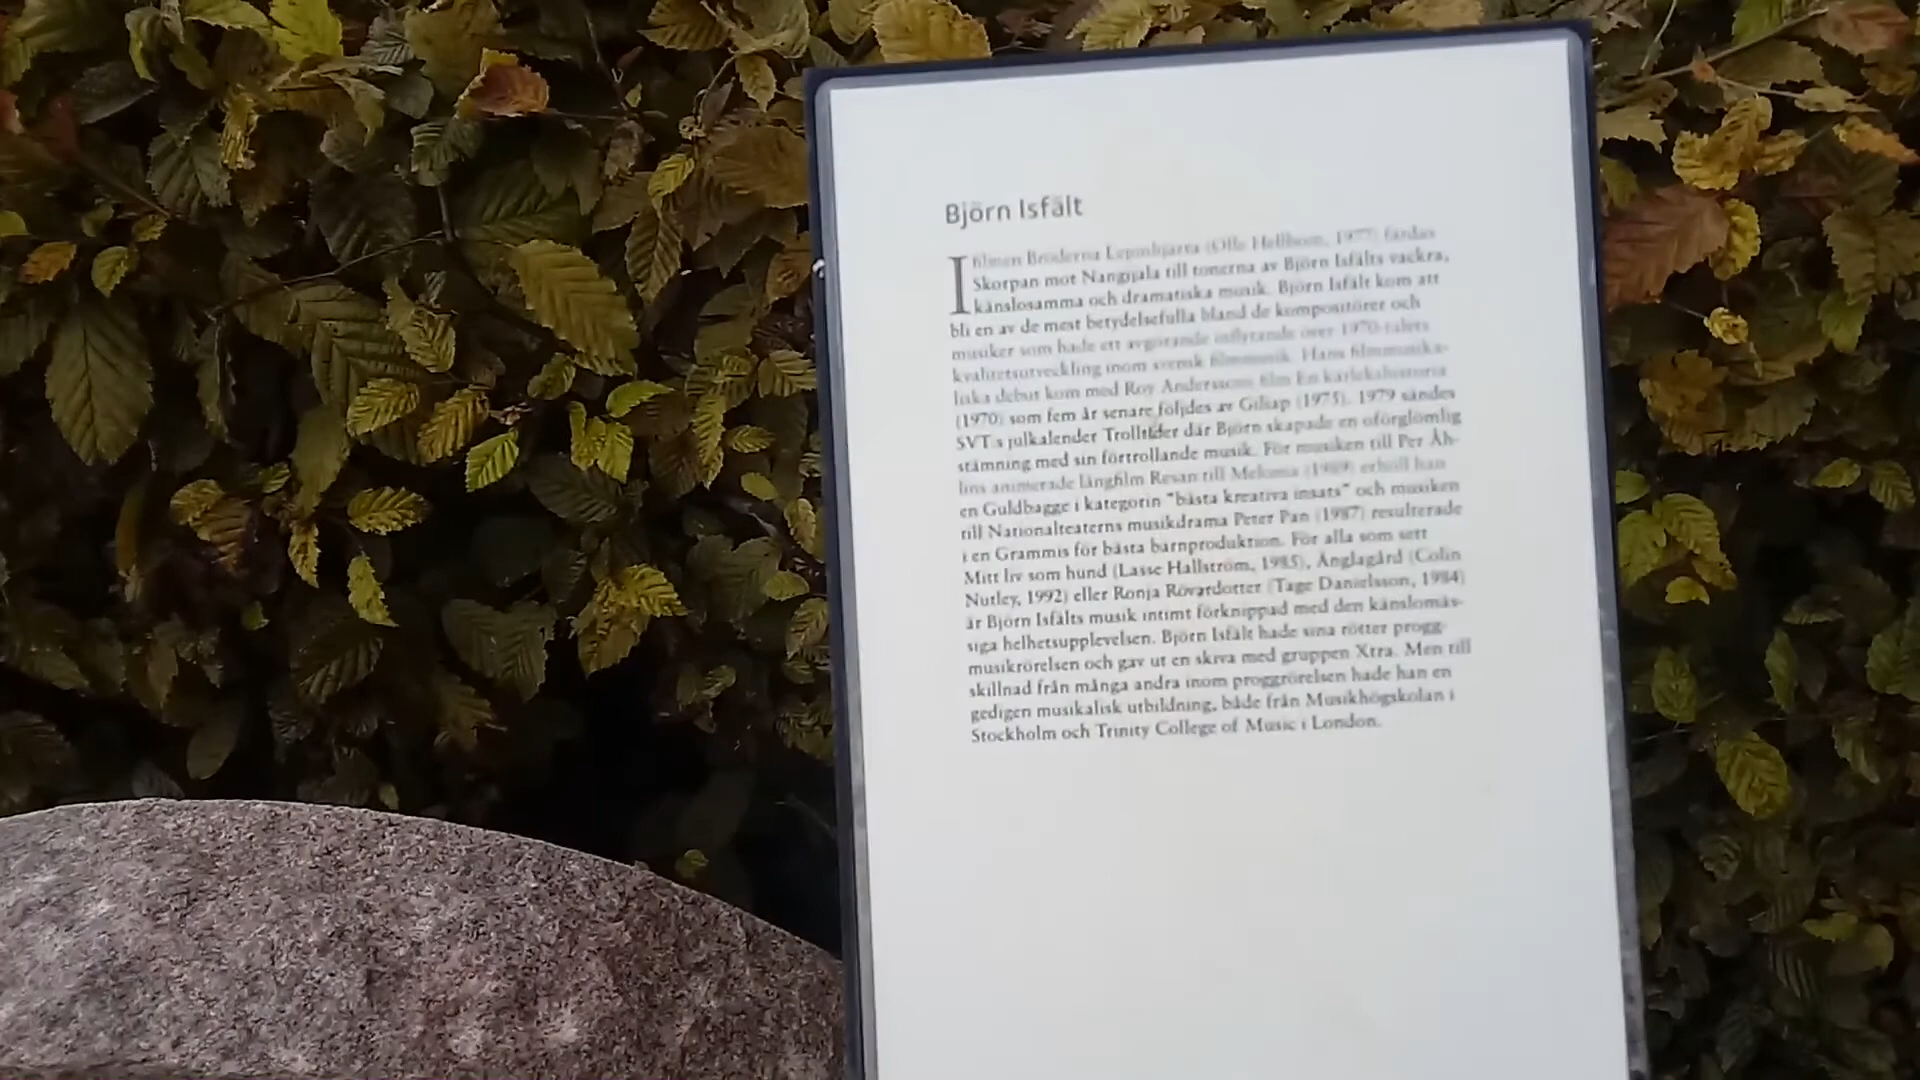 Björn Isfält
I filmen Bröderna Lejonhjärta (Olle Hellbom, 1977) färdas
Skorpan mot Nangijala till tonerna av Björn Isfälts vackra,
känslosamma och dramatiska musik. Björn Isfält kom att
bli en av de mest betydelsefulla bland de kompositörer och
musiker som hade ett avgörande inflytande över 1970-talets
kvalitetsutveckling inom svensk filmmusik. Hans filmmusika-
liska debut kom med Roy Anderssons film En kärlekshistoria
(1970) som fem år senare följdes av Giliap (1975). 1979 sändes
SVT:s julkalender Trolltider där Björn skapade en oförglömlig
stämning med sin förtrollande musik. För musiken till Per Åh-
lins animerade långfilm Resan till Melonia (1989) erhöll han
en Guldbagge i kategorin "bästa kreativa insats" och musiken
till Nationalteaterns musikdrama Peter Pan (1987) resulterade
i en Grammis för bästa barnproduktion. För alla som sett
Mitt liv som hund (Lasse Hallström, 1985), Änglagård (Colin
Nutley, 1992) eller Ronja Rövardotter (Tage Danielsson, 1984)
är Björn Isfälts musik intimt förknippad med den känslomäs-
siga helhetsupplevelsen. Björn Isfält hade sina rötter progg-
musikrörelsen och gav ut en skiva med gruppen Xtra. Men till
skillnad från många andra inom proggrörelsen hade han en
gedigen musikalisk utbildning, både från Musikhögskolan i
Stockholm och Trinity College of Music i London.